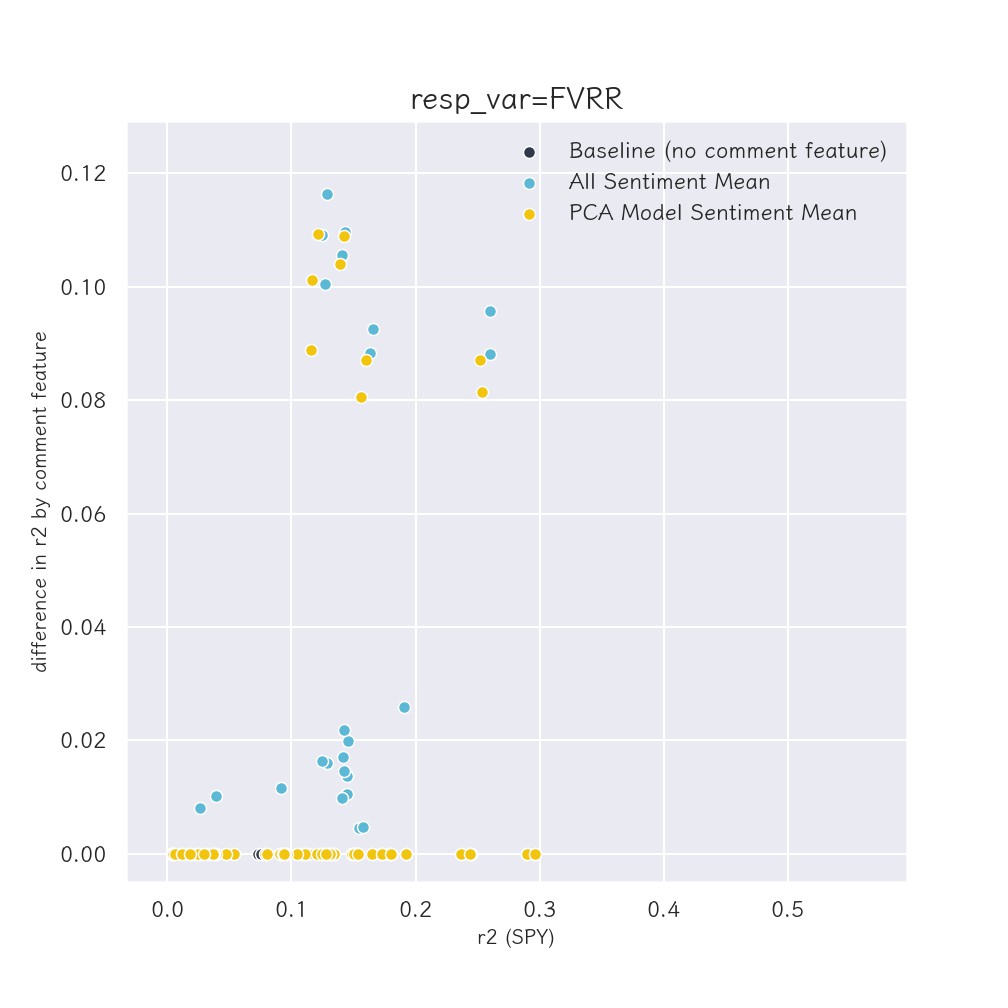 resp_var=FVRR
Baseline (no comment feature)
All Sentiment Mean
PCA Model Sentiment Mean
difference in r2 by comment feature
0.12
0.10
0.08
0.06
0.04
0.02
0.00
0.0 0.1 0.2 0.3 0.4 0.5
r2 (SPY)